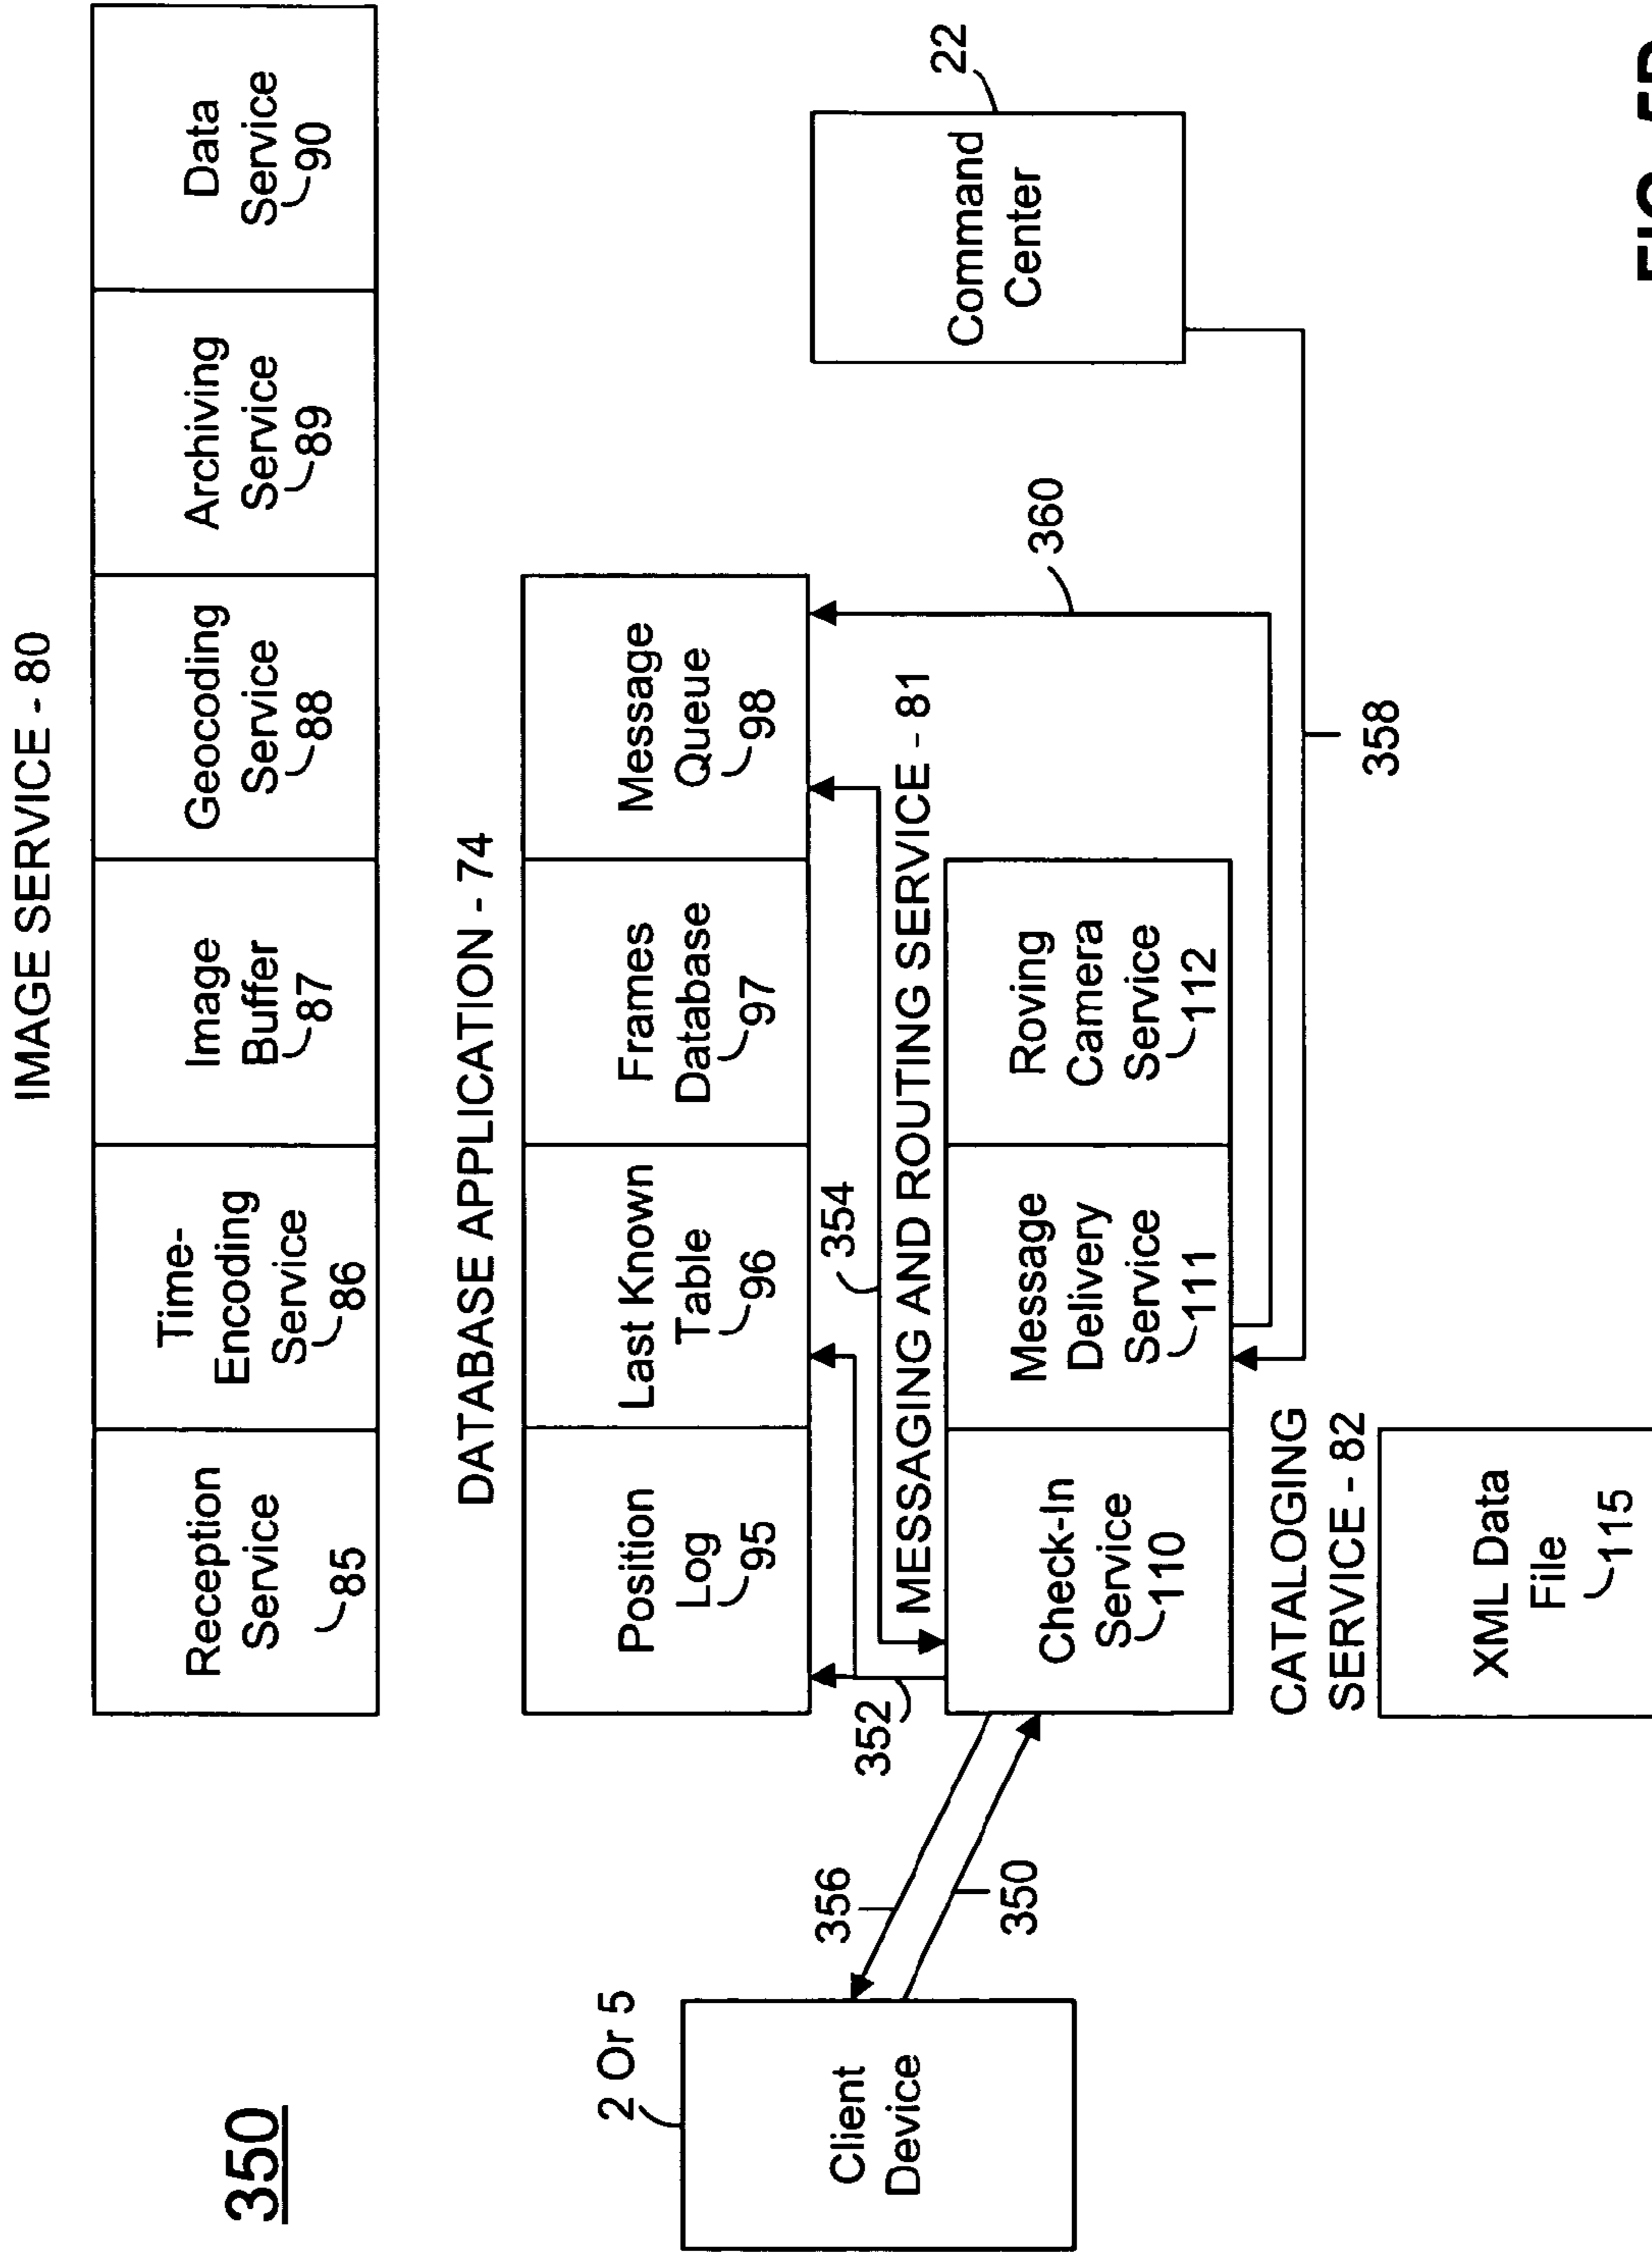 350
IMAGE SERVICE - 80
Reception
Service
85
Time-
Encoding
Service
86
Image
Buffer
87
Geocoding
Service
88
Archiving
Service
89
Data
Service
90
DATABASE APPLICATION - 74
Position
Log
95
Last Known
Table
96
Frames
Database
97
Message
Queue
98
2 Or 5
Client
Device
356
350
352
354
MESSAGING AND ROUTING SERVICE - 81
Check-In
Service
110
Message
Delivery
Service
111
Roving
Camera
Service
112
360
22
Command
Center
358
CATALOGING
SERVICE - 82
XML Data
File
115